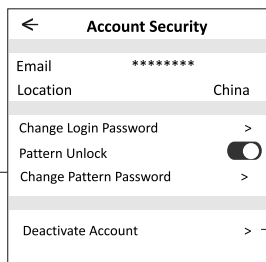 Account Security
Email ********
Location China
Change Login Password >
Pattern Unlock
Change Pattern Password >
Deactivate Account >